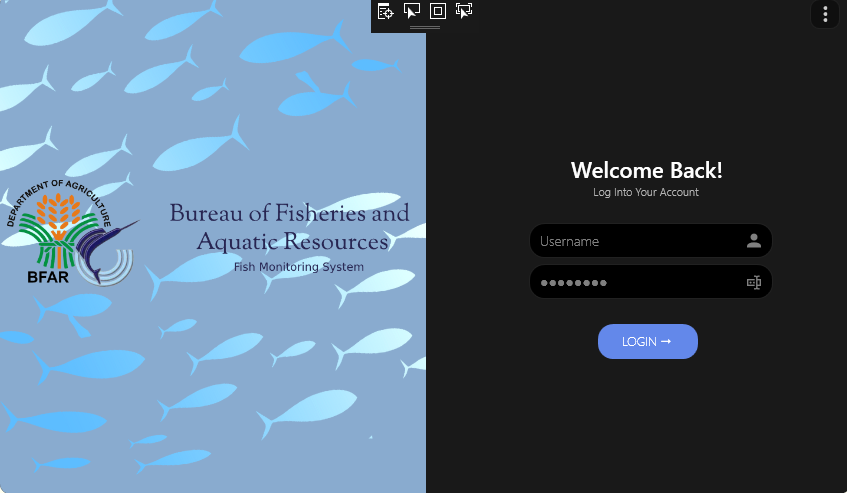 DEPARTMENT OF AGRICULTURE
BFAR
Bureau of Fisheries and
Aquatic Resources
Fish Monitoring System
Welcome Back!
Log Into Your Account
Username
●●●●●●●●
LOGIN →